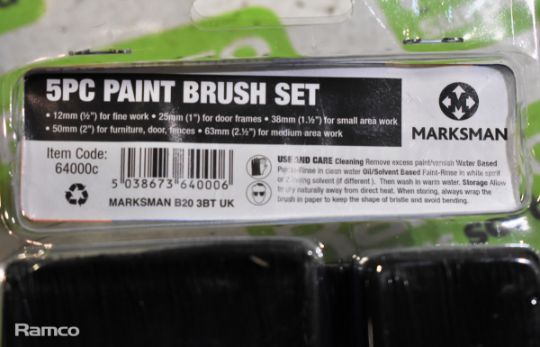 5PC PAINT BRUSH SET
• 12mm (½") for fine work • 25mm (1") for door frames • 38mm (1.½") for small area work
• 50mm (2") for furniture, door, fences • 63mm (2.½") for medium area work
MARKSMAN
Item Code:
64000c
5 038673 640006
MARKSMAN B20 3BT UK
USE AND CARE Cleaning Remove excess paint/varnish Water Based
Rinse in clean water Oil/Solvent Based Paint-Rinse in white spirit
or solvent (if different ). Then wash in warm water. Storage Allow
to dry naturally away from direct heat. When storing, always wrap the
brush in paper to keep the shape of bristle and avoid bending.
Ramco